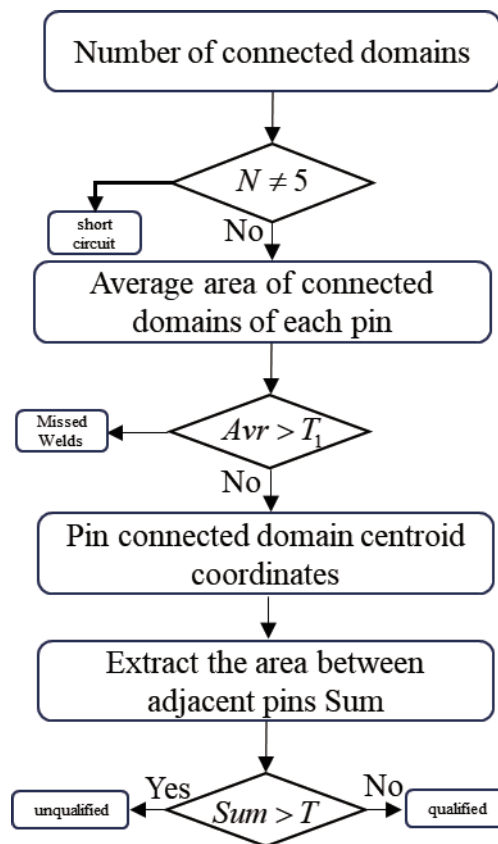 Number of connected domains
N ≠ 5
short
circuit
No
Average area of connected
domains of each pin
Missed
Welds
Avr > T₁
No
Pin connected domain centroid
coordinates
Extract the area between
adjacent pins Sum
Yes
No
unqualified
Sum > T
qualified